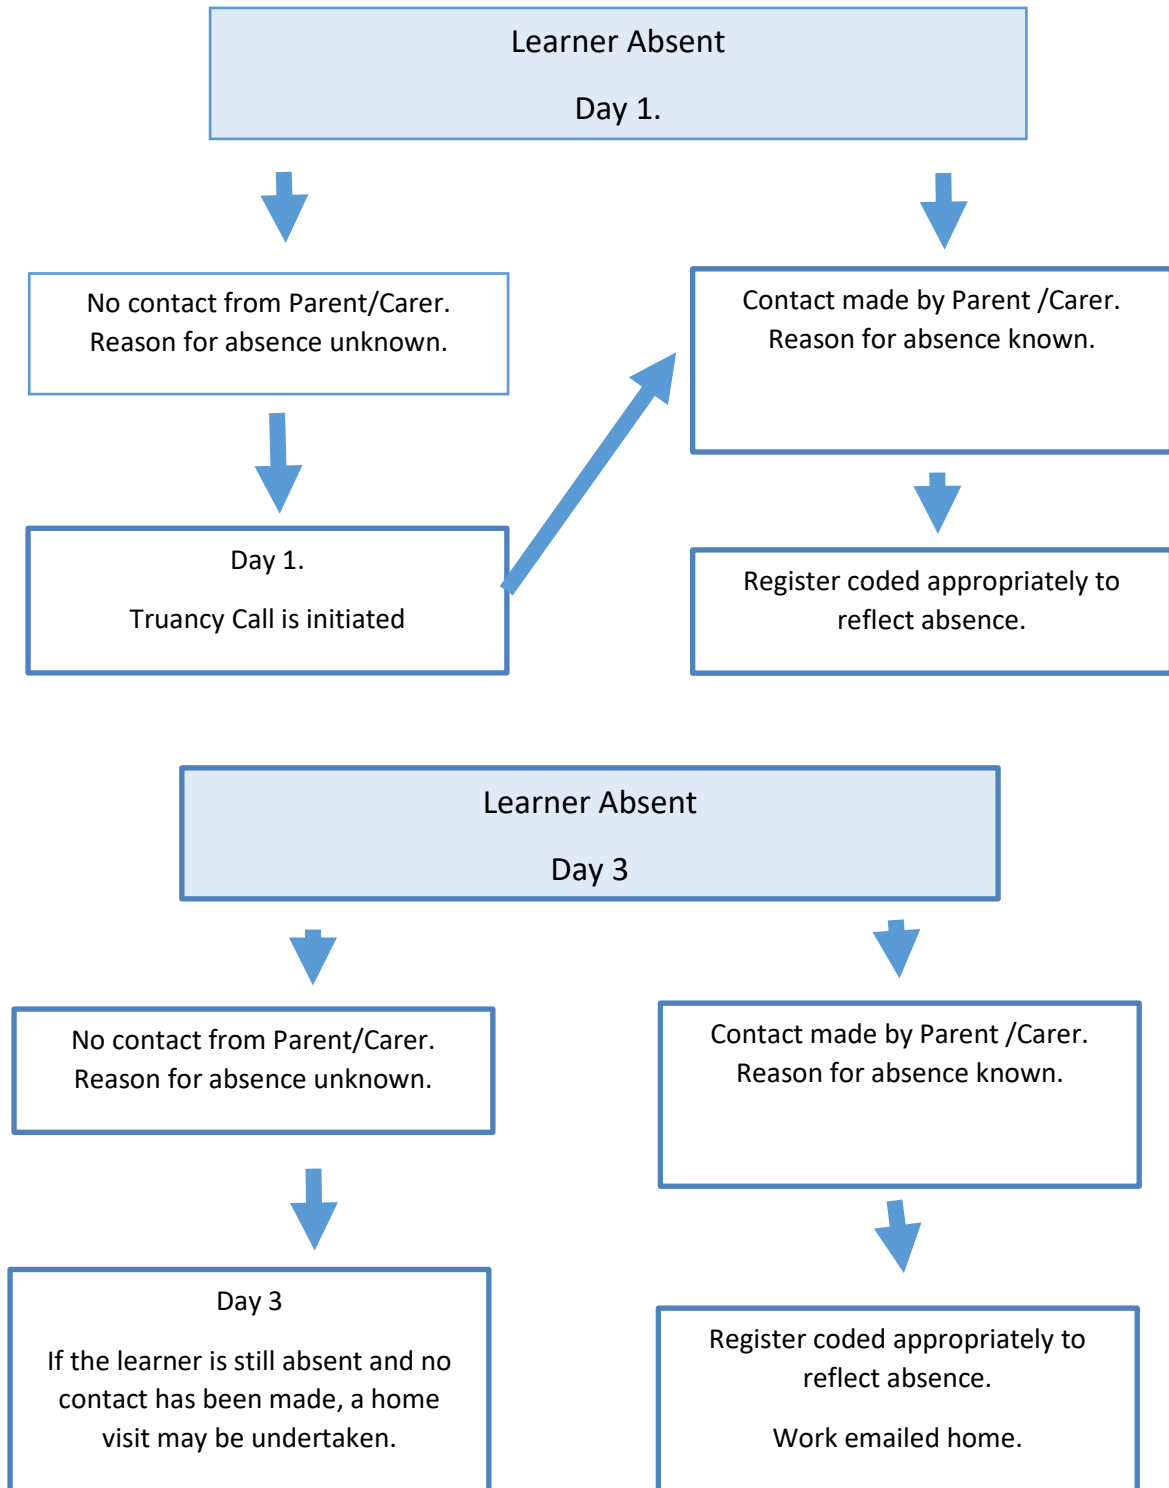 Learner Absent
Day 1.
No contact from Parent/Carer.
Reason for absence unknown.
Contact made by Parent /Carer.
Reason for absence known.
Day 1.
Truancy Call is initiated
Register coded appropriately to
reflect absence.
Learner Absent
Day 3
No contact from Parent/Carer.
Reason for absence unknown.
Contact made by Parent /Carer.
Reason for absence known.
Day 3
If the learner is still absent and no
contact has been made, a home
visit may be undertaken.
Register coded appropriately to
reflect absence.
Work emailed home.